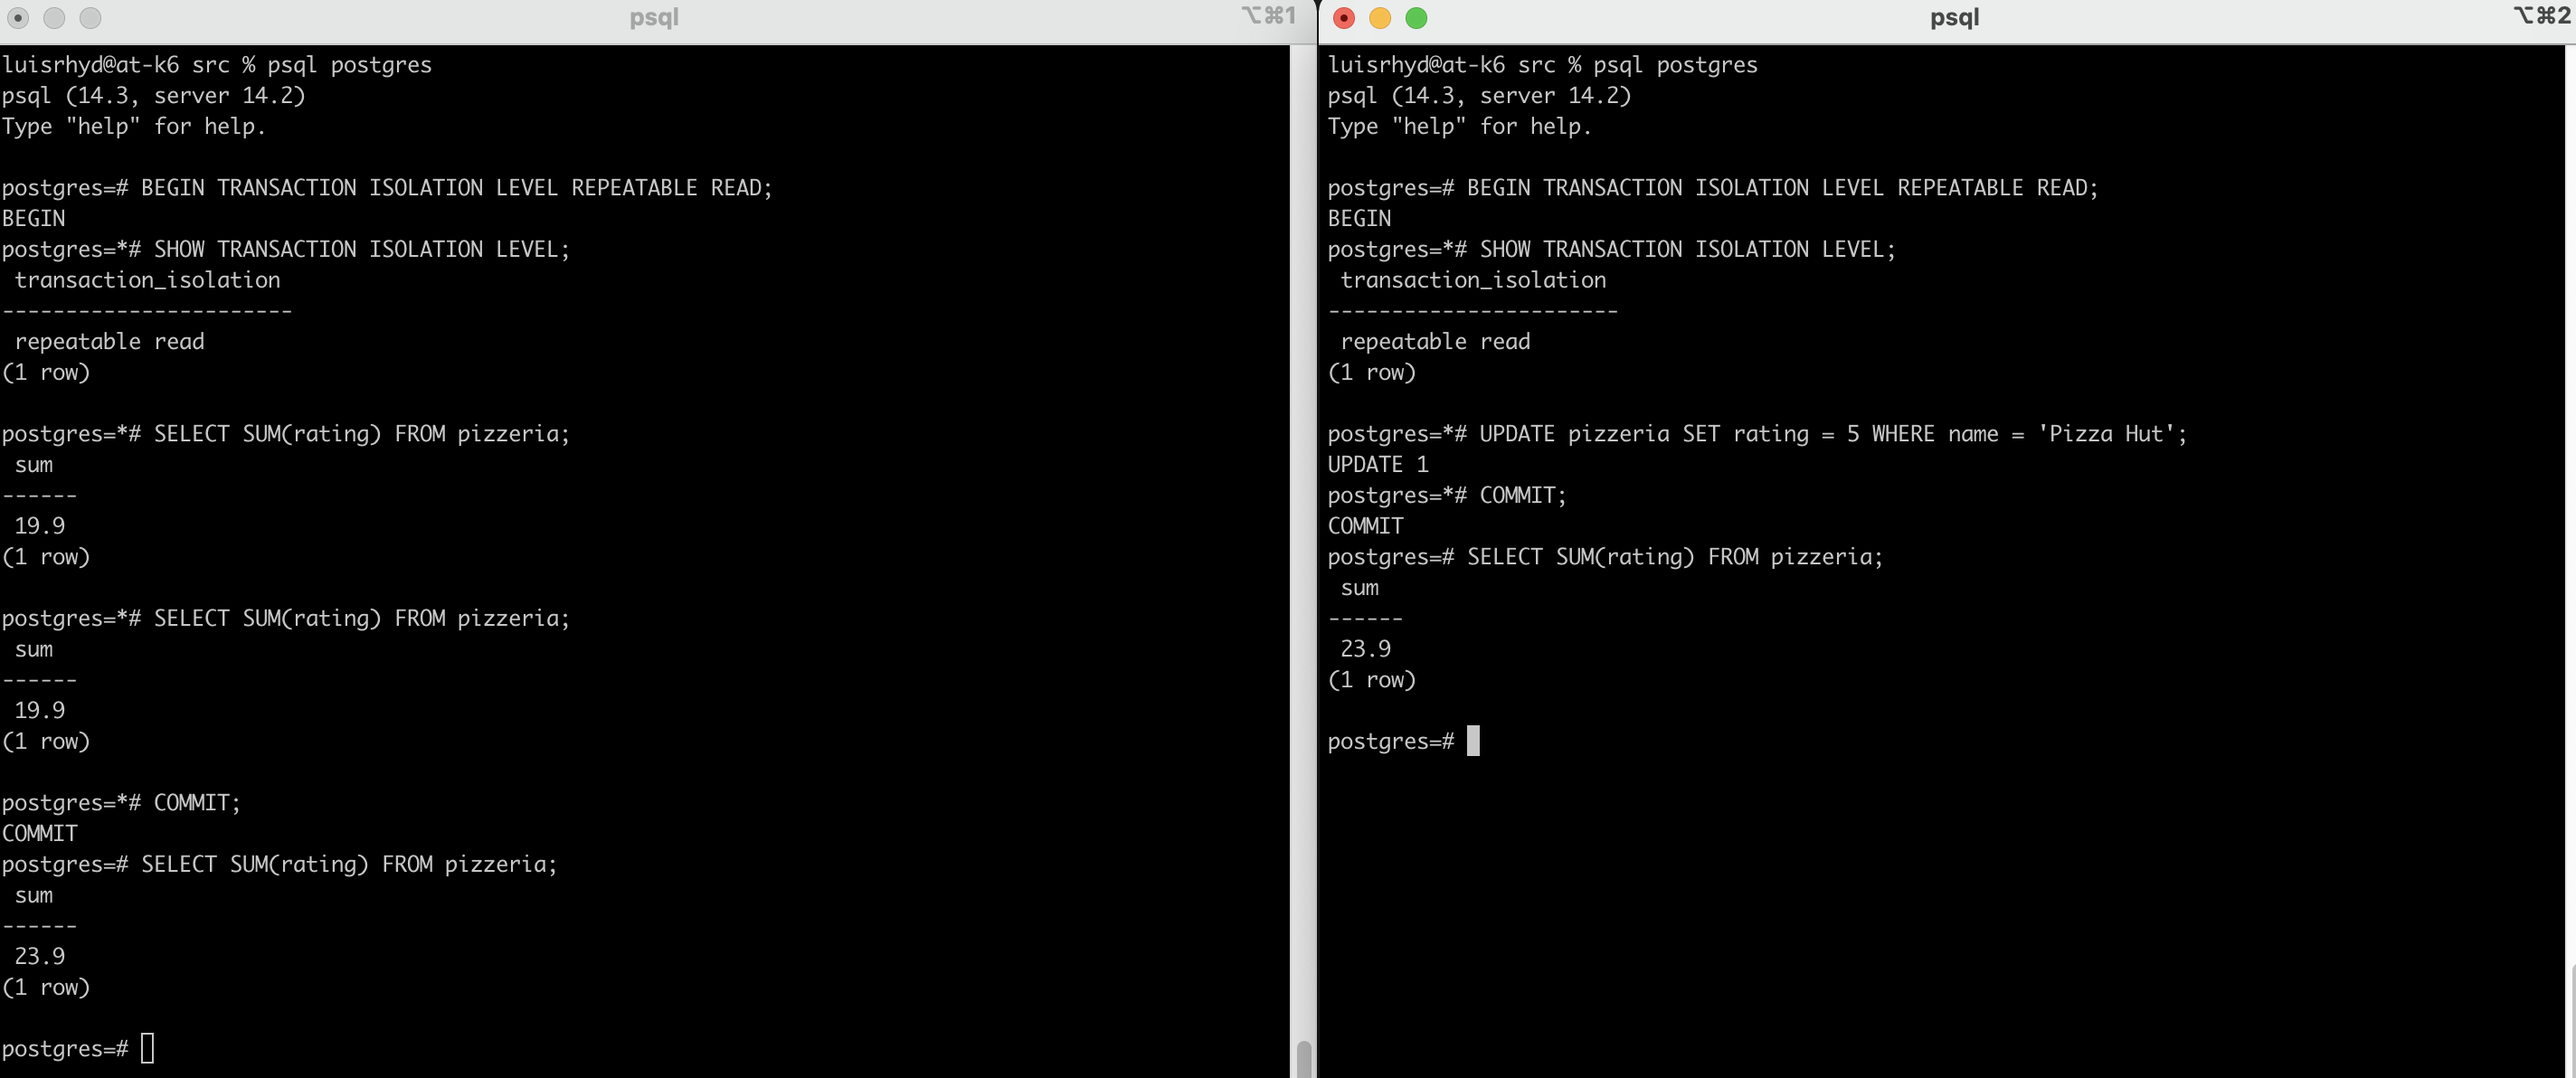 psql
⌥⌘1
luisrhyd@at-k6 src % psql postgres
psql (14.3, server 14.2)
Type "help" for help.
postgres=# BEGIN TRANSACTION ISOLATION LEVEL REPEATABLE READ;
BEGIN
postgres=*# SHOW TRANSACTION ISOLATION LEVEL;
transaction_isolation
-----------------------
repeatable read
(1 row)
postgres=*# SELECT SUM(rating) FROM pizzeria;
sum
------
19.9
(1 row)
postgres=*# SELECT SUM(rating) FROM pizzeria;
sum
------
19.9
(1 row)
postgres=*# COMMIT;
COMMIT
postgres=# SELECT SUM(rating) FROM pizzeria;
sum
------
23.9
(1 row)
postgres=#
psql
⌥⌘2
luisrhyd@at-k6 src % psql postgres
psql (14.3, server 14.2)
Type "help" for help.
postgres=# BEGIN TRANSACTION ISOLATION LEVEL REPEATABLE READ;
BEGIN
postgres=*# SHOW TRANSACTION ISOLATION LEVEL;
transaction_isolation
-----------------------
repeatable read
(1 row)
postgres=*# UPDATE pizzeria SET rating = 5 WHERE name = 'Pizza Hut';
UPDATE 1
postgres=*# COMMIT;
COMMIT
postgres=# SELECT SUM(rating) FROM pizzeria;
sum
------
23.9
(1 row)
postgres=#